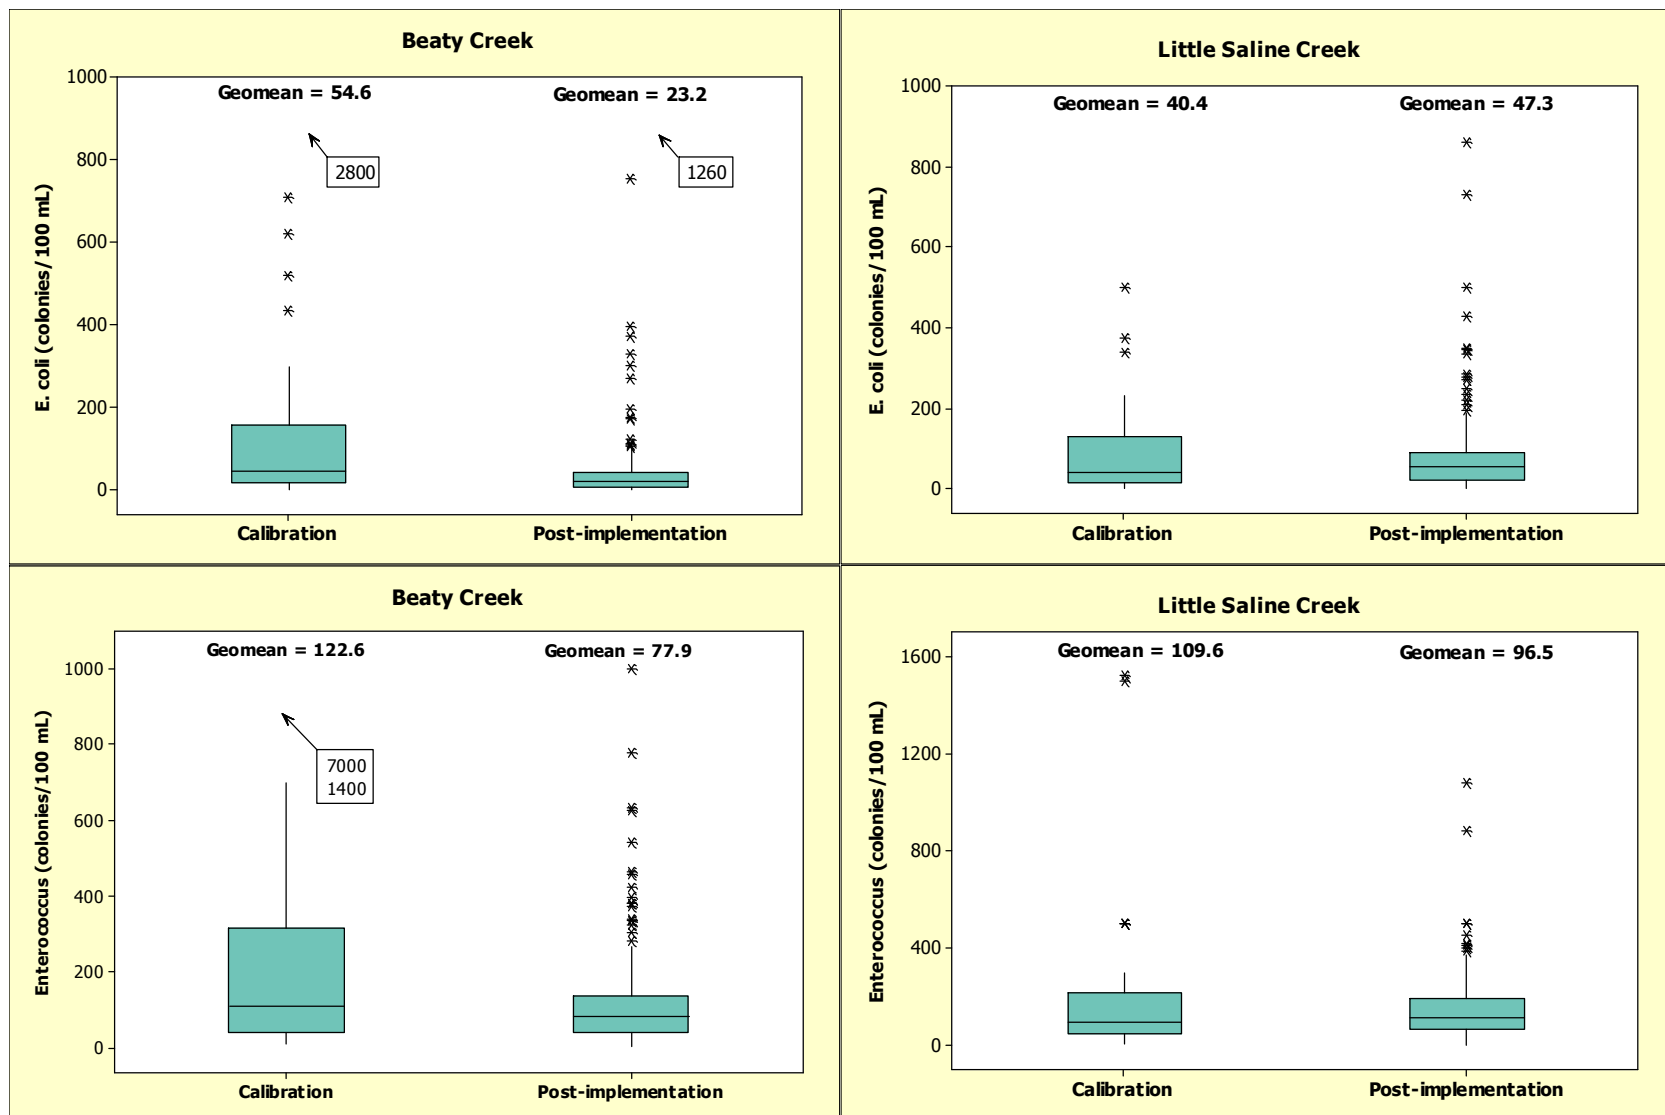 Beaty Creek
Geomean = 54.6
Geomean = 23.2
2800
1260
1000
800
600
400
200
0
E. coli (colonies/100 mL)
Calibration
Post-implementation
Little Saline Creek
Geomean = 40.4
Geomean = 47.3
1000
800
600
400
200
0
E. coli (colonies/100 mL)
Calibration
Post-implementation
Beaty Creek
Geomean = 122.6
Geomean = 77.9
7000
1400
1000
800
600
400
200
0
Enterococcus (colonies/100 mL)
Calibration
Post-implementation
Little Saline Creek
Geomean = 109.6
Geomean = 96.5
1600
1200
800
400
0
Enterococcus (colonies/100 mL)
Calibration
Post-implementation